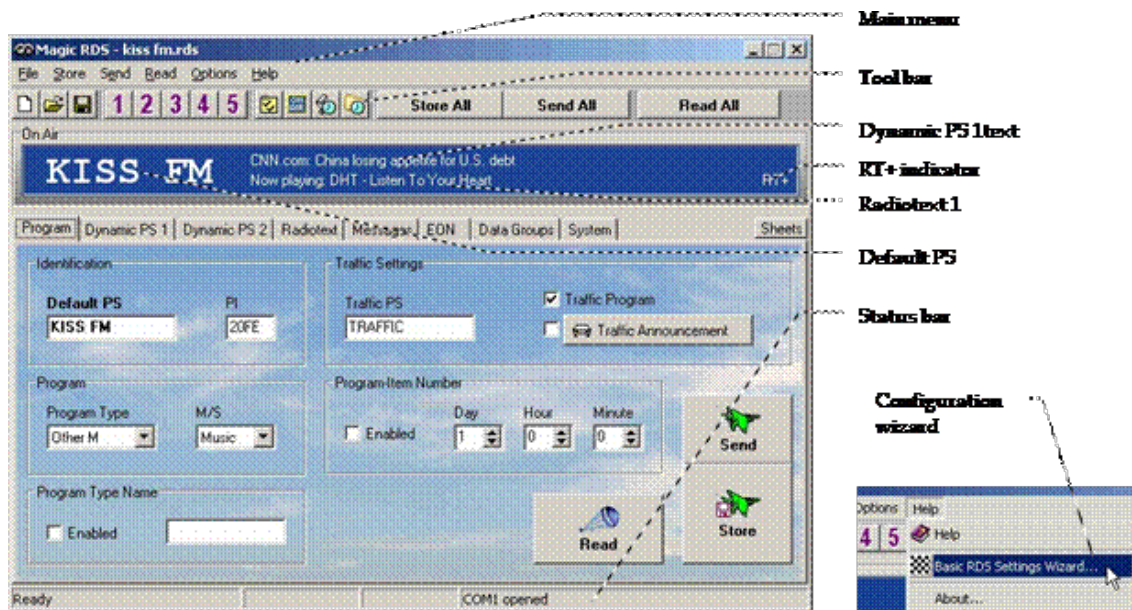 Main menu
Magic RDS - kiss fm.rds
File Store Send Read Options Help
Tool bar
1 2 3 4 5 Store All Send All Read All
On Air
Dynamic PS 1 text
KISS FM
CNN.com: China losing appetite for U.S. debt
Now playing: DHT - Listen To Your Heart
RT+
RT+ indicator
Radiotext 1
Program Dynamic PS 1 Dynamic PS 2 Radiotext Messages EON Data Groups System Sheets
Default PS
Identification
Traffic Settings
Default PS PI
KISS FM 20FE
Traffic PS
TRAFFIC
Traffic Program
Traffic Announcement
Status bar
Program
Program Type M/S
Other M Music
Program-Item Number
Day Hour Minute
Enabled 1 0 0
Send
Configuration
wizard
Program Type Name
Enabled
Read
Store
Ready
COM1 opened
Options Help
4 5 Help
Basic RDS Settings Wizard...
About...